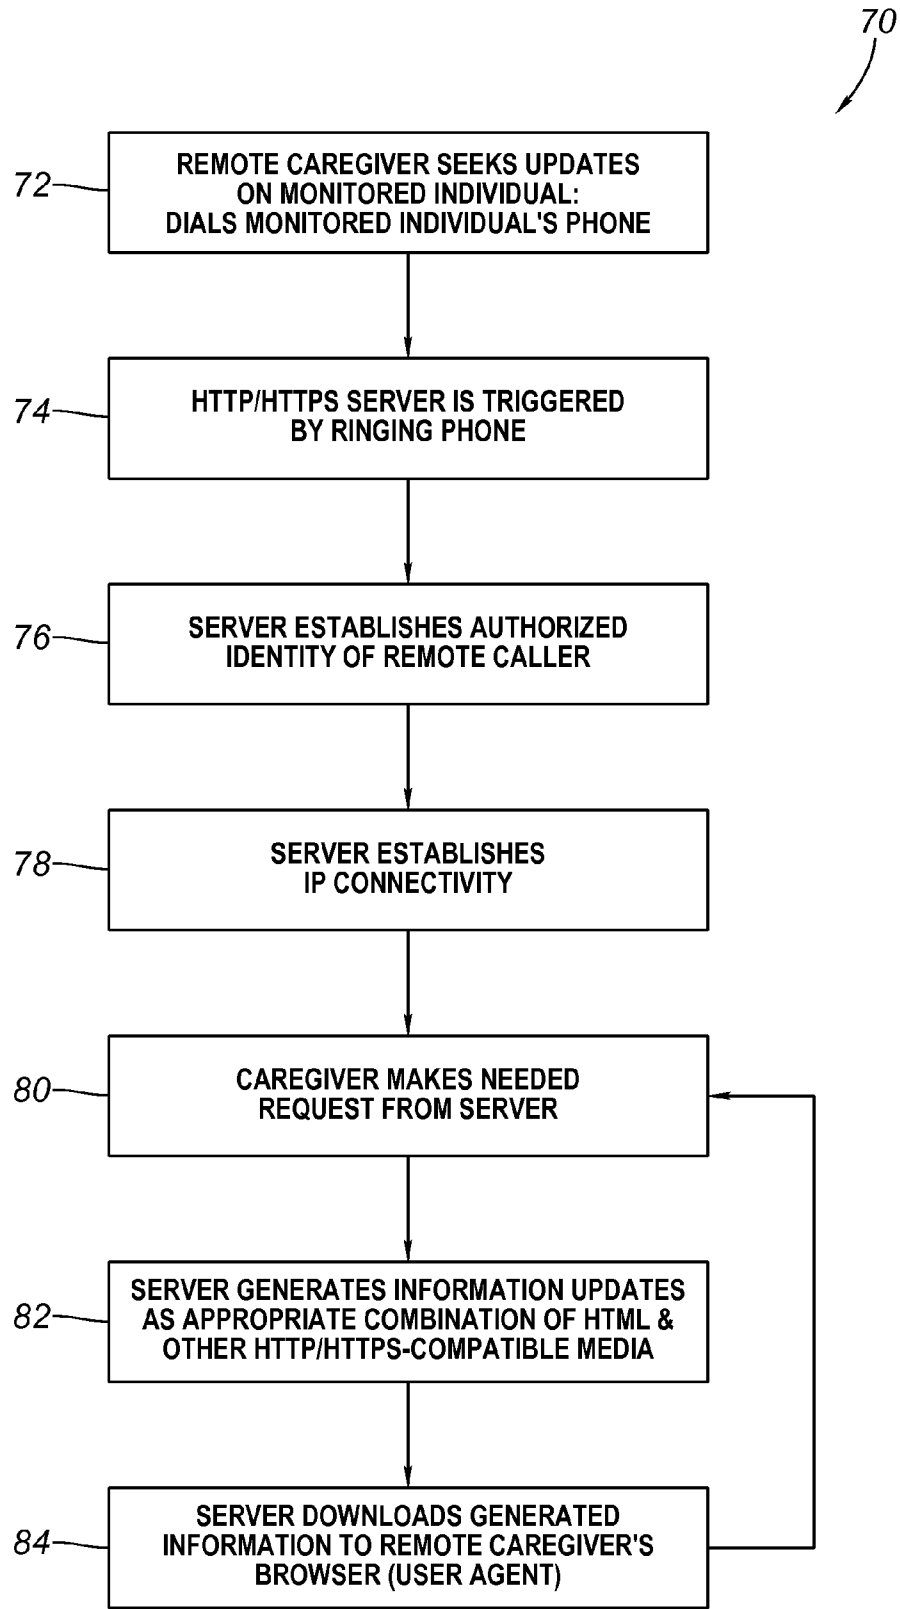 70
72
REMOTE CAREGIVER SEEKS UPDATES
ON MONITORED INDIVIDUAL:
DIALS MONITORED INDIVIDUAL'S PHONE
74
HTTP/HTTPS SERVER IS TRIGGERED
BY RINGING PHONE
76
SERVER ESTABLISHES AUTHORIZED
IDENTITY OF REMOTE CALLER
78
SERVER ESTABLISHES
IP CONNECTIVITY
80
CAREGIVER MAKES NEEDED
REQUEST FROM SERVER
82
SERVER GENERATES INFORMATION UPDATES
AS APPROPRIATE COMBINATION OF HTML &
OTHER HTTP/HTTPS-COMPATIBLE MEDIA
84
SERVER DOWNLOADS GENERATED
INFORMATION TO REMOTE CAREGIVER'S
BROWSER (USER AGENT)